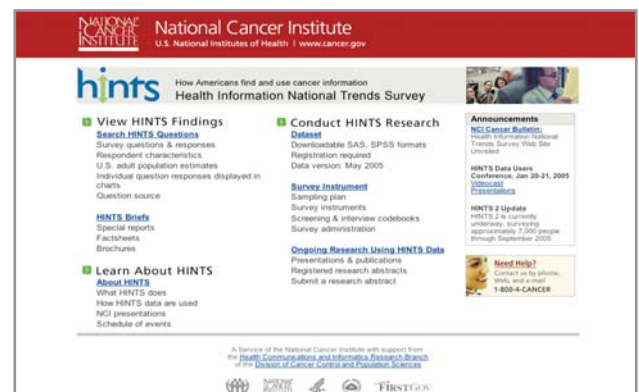 NATIONAL
CANCER
INSTITUTE
National Cancer Institute
U.S. National Institutes of Health | www.cancer.gov
hints
How Americans find and use cancer information
Health Information National Trends Survey
View HINTS Findings
Search HINTS Questions
Survey questions & responses
Respondent characteristics
U.S. adult population estimates
Individual question responses displayed in
charts
Question source
HINTS Briefs
Special reports
Factsheets
Brochures
Learn About HINTS
About HINTS
What HINTS does
How HINTS data are used
NCI presentations
Schedule of events
Conduct HINTS Research
Dataset
Downloadable SAS, SPSS formats
Registration required
Data version: May 2005
Survey Instrument
Sampling plan
Survey instruments
Screening & interview codebooks
Survey administration
Ongoing Research Using HINTS Data
Presentations & publications
Registered research abstracts
Submit a research abstract
Announcements
NCI Cancer Bulletin:
Health Information National
Trends Survey Web Site
Unveiled
HINTS Data Users
Conference, Jan 20-21, 2005
Videocast
Presentations
HINTS 2 Update
HINTS 2 is currently
underway, surveying
approximately 7,000 people
through September 2005.
Need Help?
Contact us by phone,
Web, and e-mail
1-800-4-CANCER
A Service of the National Cancer Institute with support from
the Health Communications and Informatics Research Branch
of the Division of Cancer Control and Population Sciences
FIRSTGOV